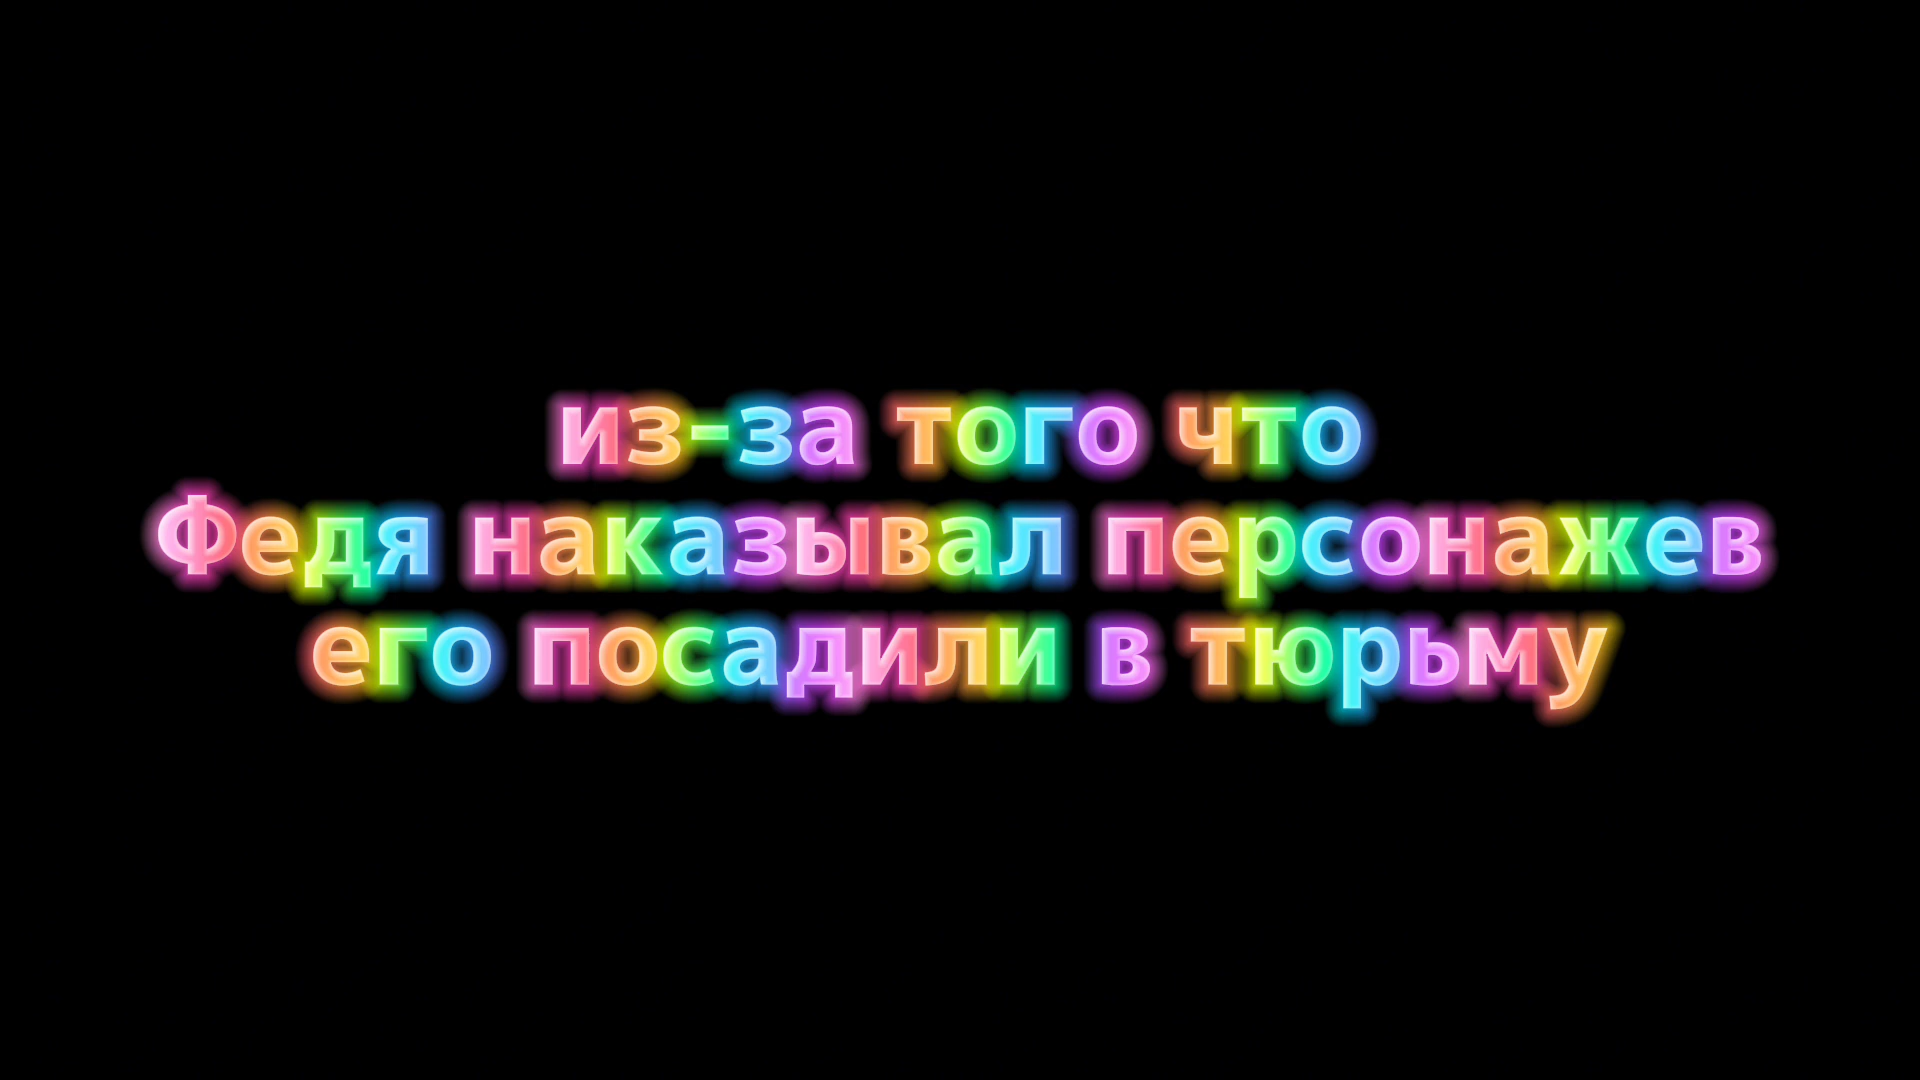 из-за того что
Федя наказывал персонажев
его посадили в тюрьму